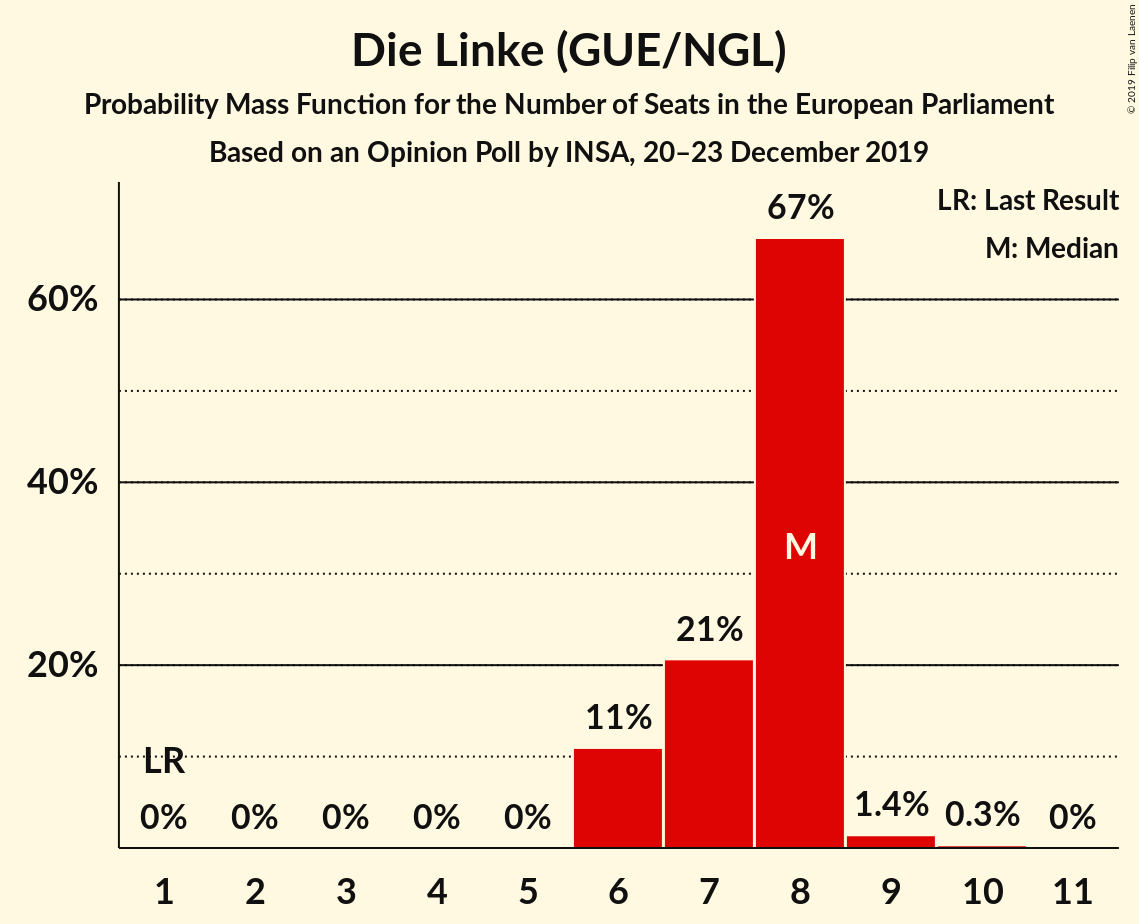 Die Linke (GUE/NGL)
Probability Mass Function for the Number of Seats in the European Parliament
Based on an Opinion Poll by INSA, 20–23 December 2019
© 2019 Filip van Laenen
LR: Last Result
M: Median
67%
60%
40%
M
21%
20%
11%
LR
0%
0%
0%
0%
0%
1.4%
0.3%
0%
1 2 3 4 5 6 7 8 9 10 11